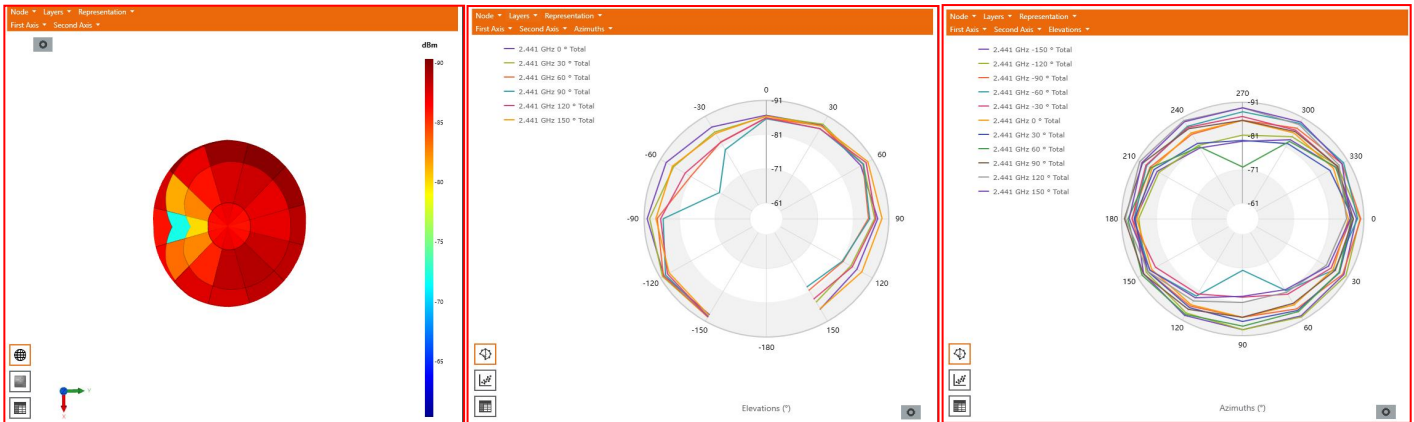 Node Layers Representation
First Axis Second Axis
dBm
-90
-85
-80
-75
-70
-65
Y
X
Node Layers Representation
First Axis Second Axis Azimuths
2.441 GHz 0 ° Total
2.441 GHz 30 ° Total
2.441 GHz 60 ° Total
2.441 GHz 90 ° Total
2.441 GHz 120 ° Total
2.441 GHz 150 ° Total
0
-30 30
-91
-81
-60 60
-71
-61
-90 90
-120 120
-150 150
-180
Elevations (°)
Node Layers Representation
First Axis Second Axis Elevations
2.441 GHz -150 ° Total
2.441 GHz -120 ° Total
2.441 GHz -90 ° Total
2.441 GHz -60 ° Total
2.441 GHz -30 ° Total
2.441 GHz 0 ° Total
2.441 GHz 30 ° Total
2.441 GHz 60 ° Total
2.441 GHz 90 ° Total
2.441 GHz 120 ° Total
2.441 GHz 150 ° Total
270
-91
240 300
-81
210 330
-71
-61
180 0
150 30
120 60
90
Azimuths (°)